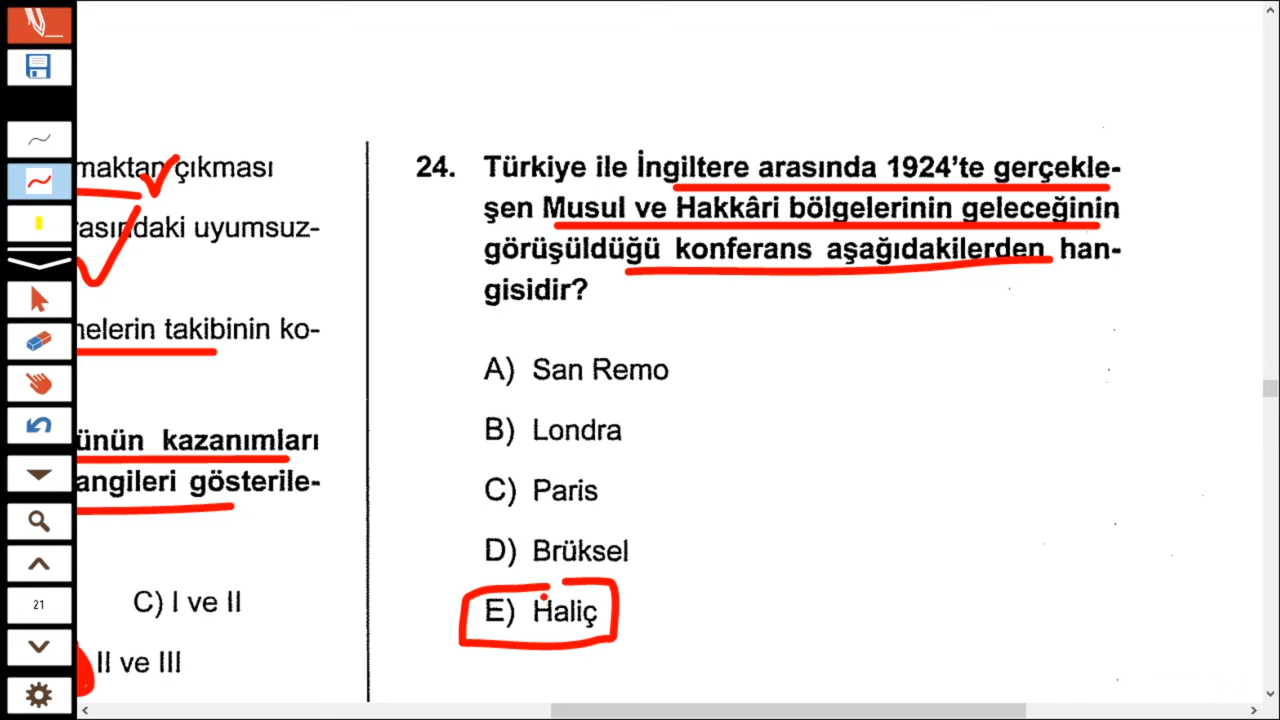 maktan çıkması
rasındaki uyumsuz-
nelerin takibinin ko-
ünün kazanımları
angileri gösterile-
C) I ve II
II ve III
24. Türkiye ile İngiltere arasında 1924’te gerçekle-
şen Musul ve Hakkâri bölgelerinin geleceğinin
görüşüldüğü konferans aşağıdakilerden han-
gisidir?
A) San Remo
B) Londra
C) Paris
D) Brüksel
E) Haliç
21